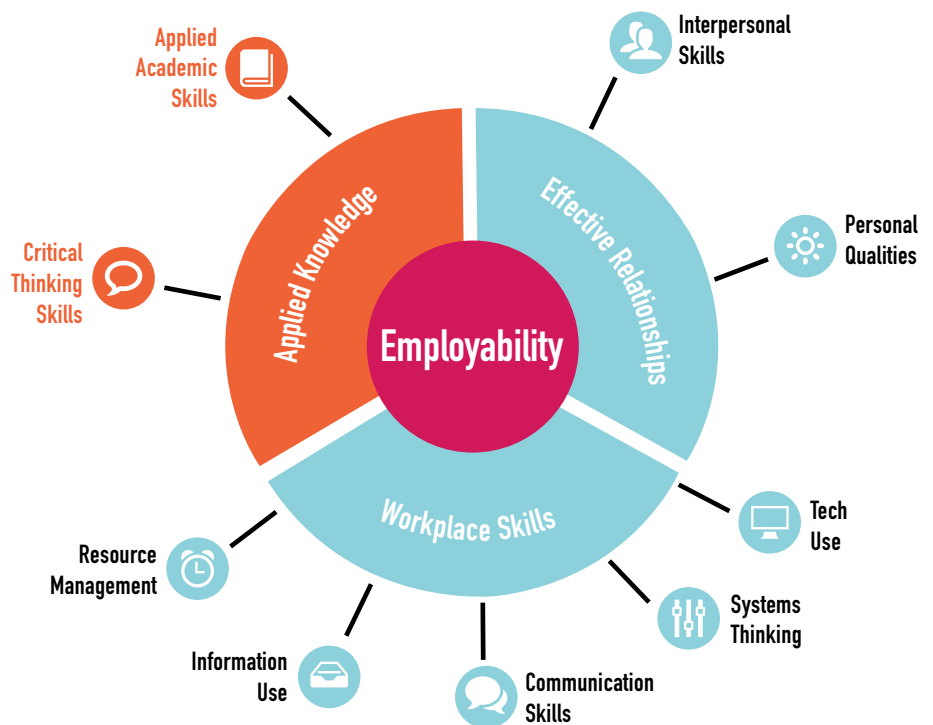 Applied
Academic
Skills
Interpersonal
Skills
Critical
Thinking
Skills
Applied Knowledge
Effective Relationships
Personal
Qualities
Employability
Workplace Skills
Resource
Management
Information
Use
Communication
Skills
Systems
Thinking
Tech
Use